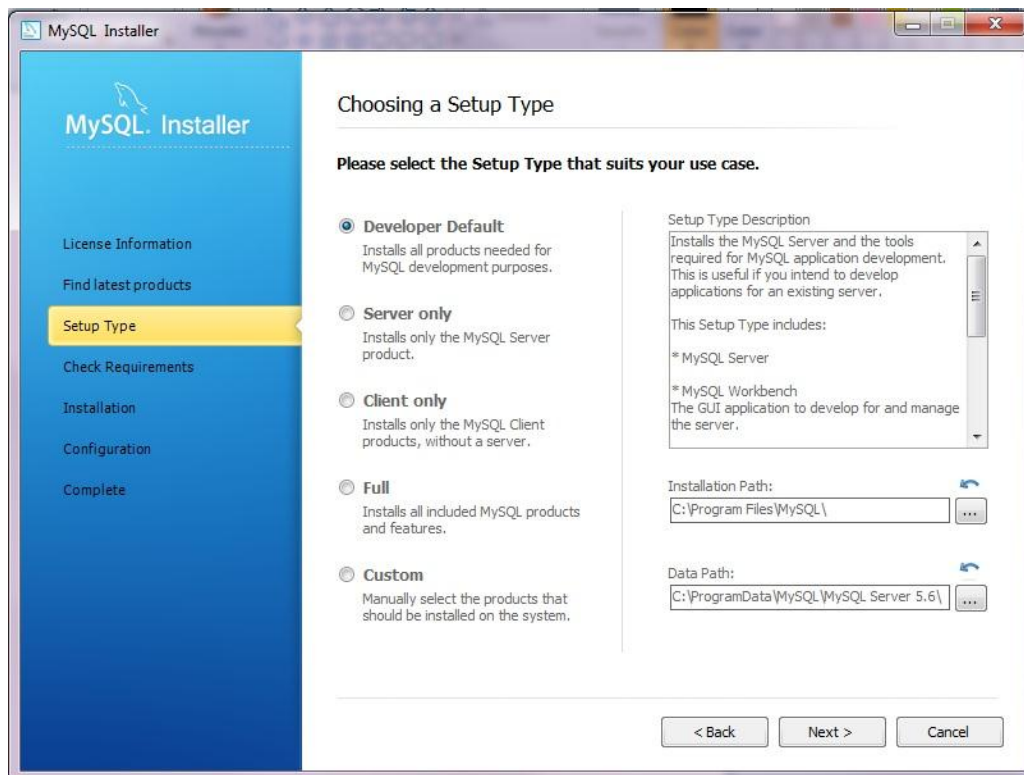 MySQL Installer
MySQL. Installer
License Information
Find latest products
Setup Type
Check Requirements
Installation
Configuration
Complete
Choosing a Setup Type
Please select the Setup Type that suits your use case.
Developer Default
Installs all products needed for
MySQL development purposes.
Server only
Installs only the MySQL Server
product.
Client only
Installs only the MySQL Client
products, without a server.
Full
Installs all included MySQL products
and features.
Custom
Manually select the products that
should be installed on the system.
Setup Type Description
Installs the MySQL Server and the tools
required for MySQL application development.
This is useful if you intend to develop
applications for an existing server.
This Setup Type includes:
* MySQL Server
* MySQL Workbench
The GUI application to develop for and manage
the server.
Installation Path:
C:\Program Files\MySQL\
...
Data Path:
C:\ProgramData\MySQL\MySQL Server 5.6\
...
< Back
Next >
Cancel